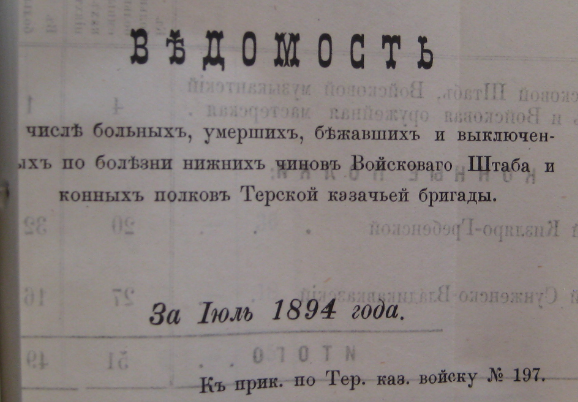 ВѢДОМОСТЬ
числѣ больныхъ, умершихъ, бѣжавшихъ и выключен-
ыхъ по болѣзни нижнихъ чиновъ Войсковаго Штаба и
конныхъ полковъ Терской казачьей бригады.
За Іюль 1894 года.
Къ прик. по Тер. каз. войску № 197.